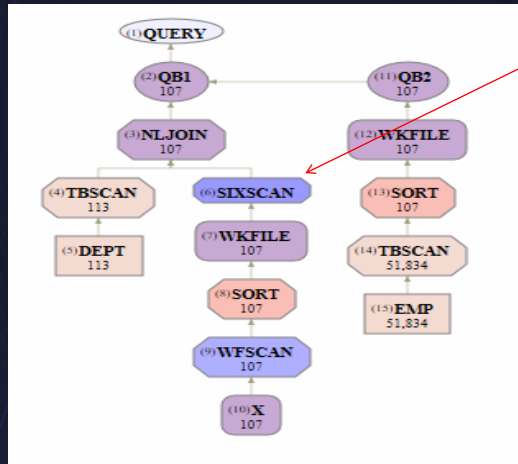 (1)QUERY
(2)QB1
107
(11)QB2
107
(3)NLJOIN
107
(12)WKFILE
107
(4)TBSCAN
113
(6)SIXSCAN
(13)SORT
107
(5)DEPT
113
(7)WKFILE
107
(14)TBSCAN
51,834
(8)SORT
107
(15)EMP
51,834
(9)WFSCAN
107
(10)X
107